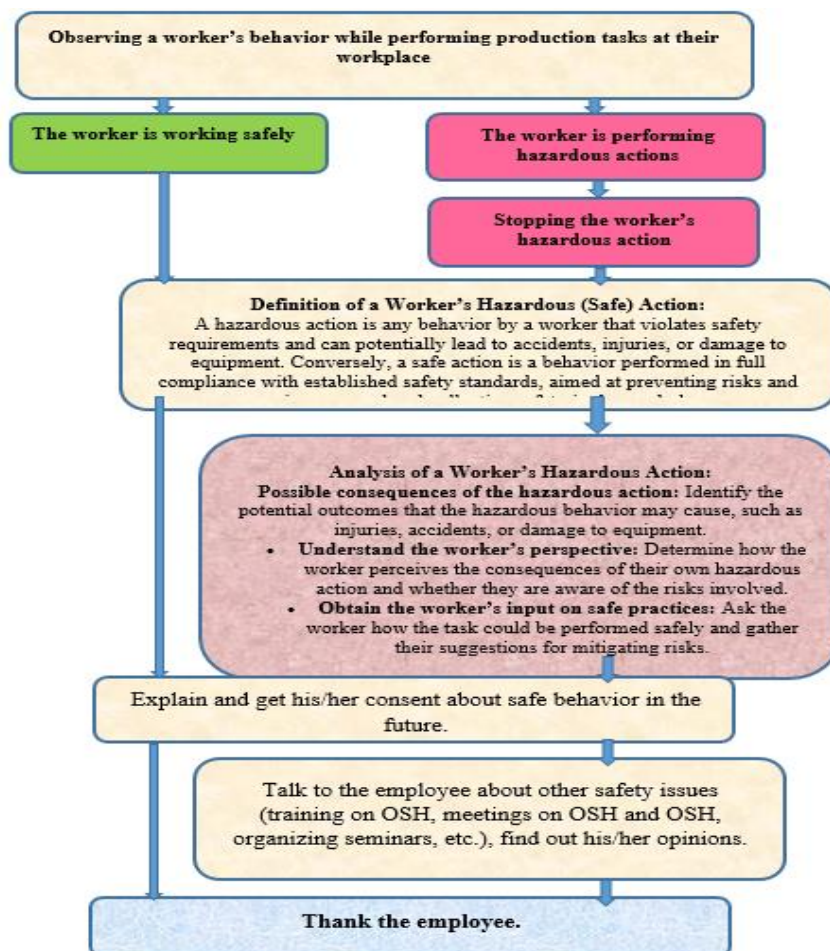 Observing a worker's behavior while performing production tasks at their
workplace
The worker is working safely
The worker is performing
hazardous actions
Stopping the worker's
hazardous action
Definition of a Worker's Hazardous (Safe) Action:
A hazardous action is any behavior by a worker that violates safety
requirements and can potentially lead to accidents, injuries, or damage to
equipment. Conversely, a safe action is a behavior performed in full
compliance with established safety standards, aimed at preventing risks and
Analysis of a Worker's Hazardous Action:
Possible consequences of the hazardous action: Identify the
potential outcomes that the hazardous behavior may cause, such as
injuries, accidents, or damage to equipment.
• Understand the worker's perspective: Determine how the
worker perceives the consequences of their own hazardous
action and whether they are aware of the risks involved.
• Obtain the worker's input on safe practices: Ask the
worker how the task could be performed safely and gather
their suggestions for mitigating risks.
Explain and get his/her consent about safe behavior in the
future.
Talk to the employee about other safety issues
(training on OSH, meetings on OSH and OSH,
organizing seminars, etc.), find out his/her opinions.
Thank the employee.